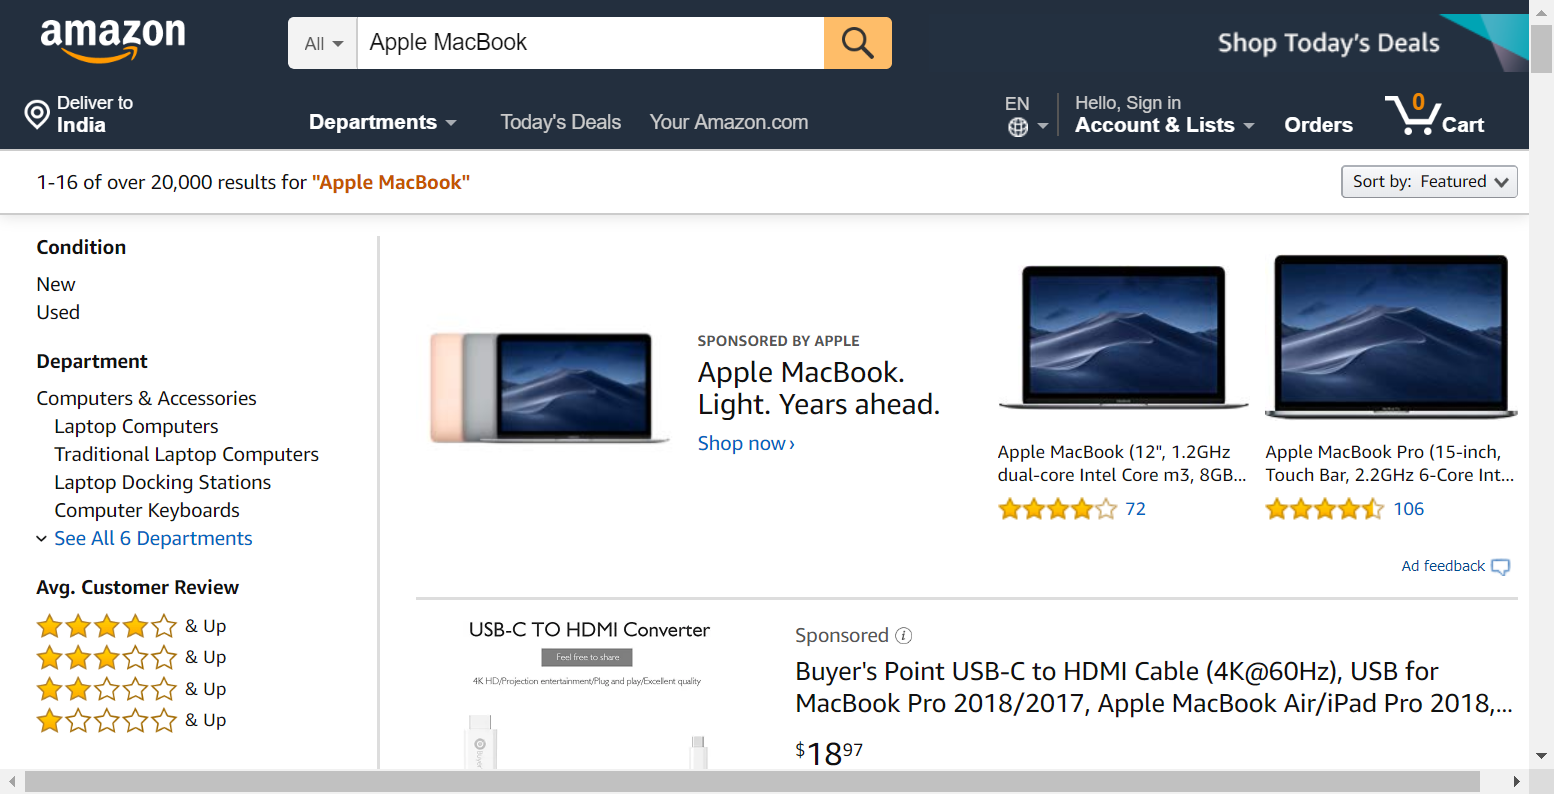 amazon
All
Apple MacBook
Shop Today's Deals
Deliver to
India
Departments
Today's Deals
Your Amazon.com
EN
Hello, Sign in
Account & Lists
Orders
0
Cart
1-16 of over 20,000 results for "Apple MacBook"
Sort by: Featured
Condition
New
Used
Department
Computers & Accessories
Laptop Computers
Traditional Laptop Computers
Laptop Docking Stations
Computer Keyboards
See All 6 Departments
Avg. Customer Review
& Up
& Up
& Up
& Up
SPONSORED BY APPLE
Apple MacBook.
Light. Years ahead.
Shop now ›
Apple MacBook (12", 1.2GHz
dual-core Intel Core m3, 8GB...
72
Apple MacBook Pro (15-inch,
Touch Bar, 2.2GHz 6-Core Int...
106
Ad feedback
USB-C TO HDMI Converter
Feel free to share
4K HD/Projection entertainment/Plug and play/Excellent quality
Sponsored
Buyer's Point USB-C to HDMI Cable (4K@60Hz), USB for
MacBook Pro 2018/2017, Apple MacBook Air/iPad Pro 2018,...
$1897